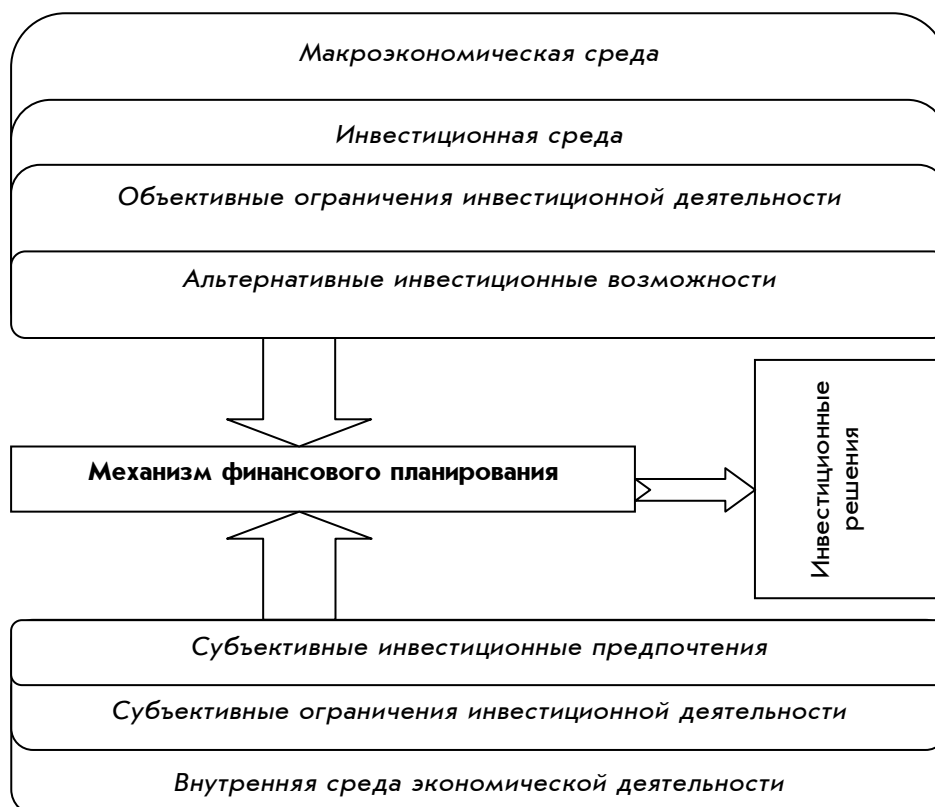 Макроэкономическая среда
Инвестиционная среда
Объективные ограничения инвестиционной деятельности
Альтернативные инвестиционные возможности
Механизм финансового планирования
Инвестиционные
решения
Субъективные инвестиционные предпочтения
Субъективные ограничения инвестиционной деятельности
Внутренняя среда экономической деятельности